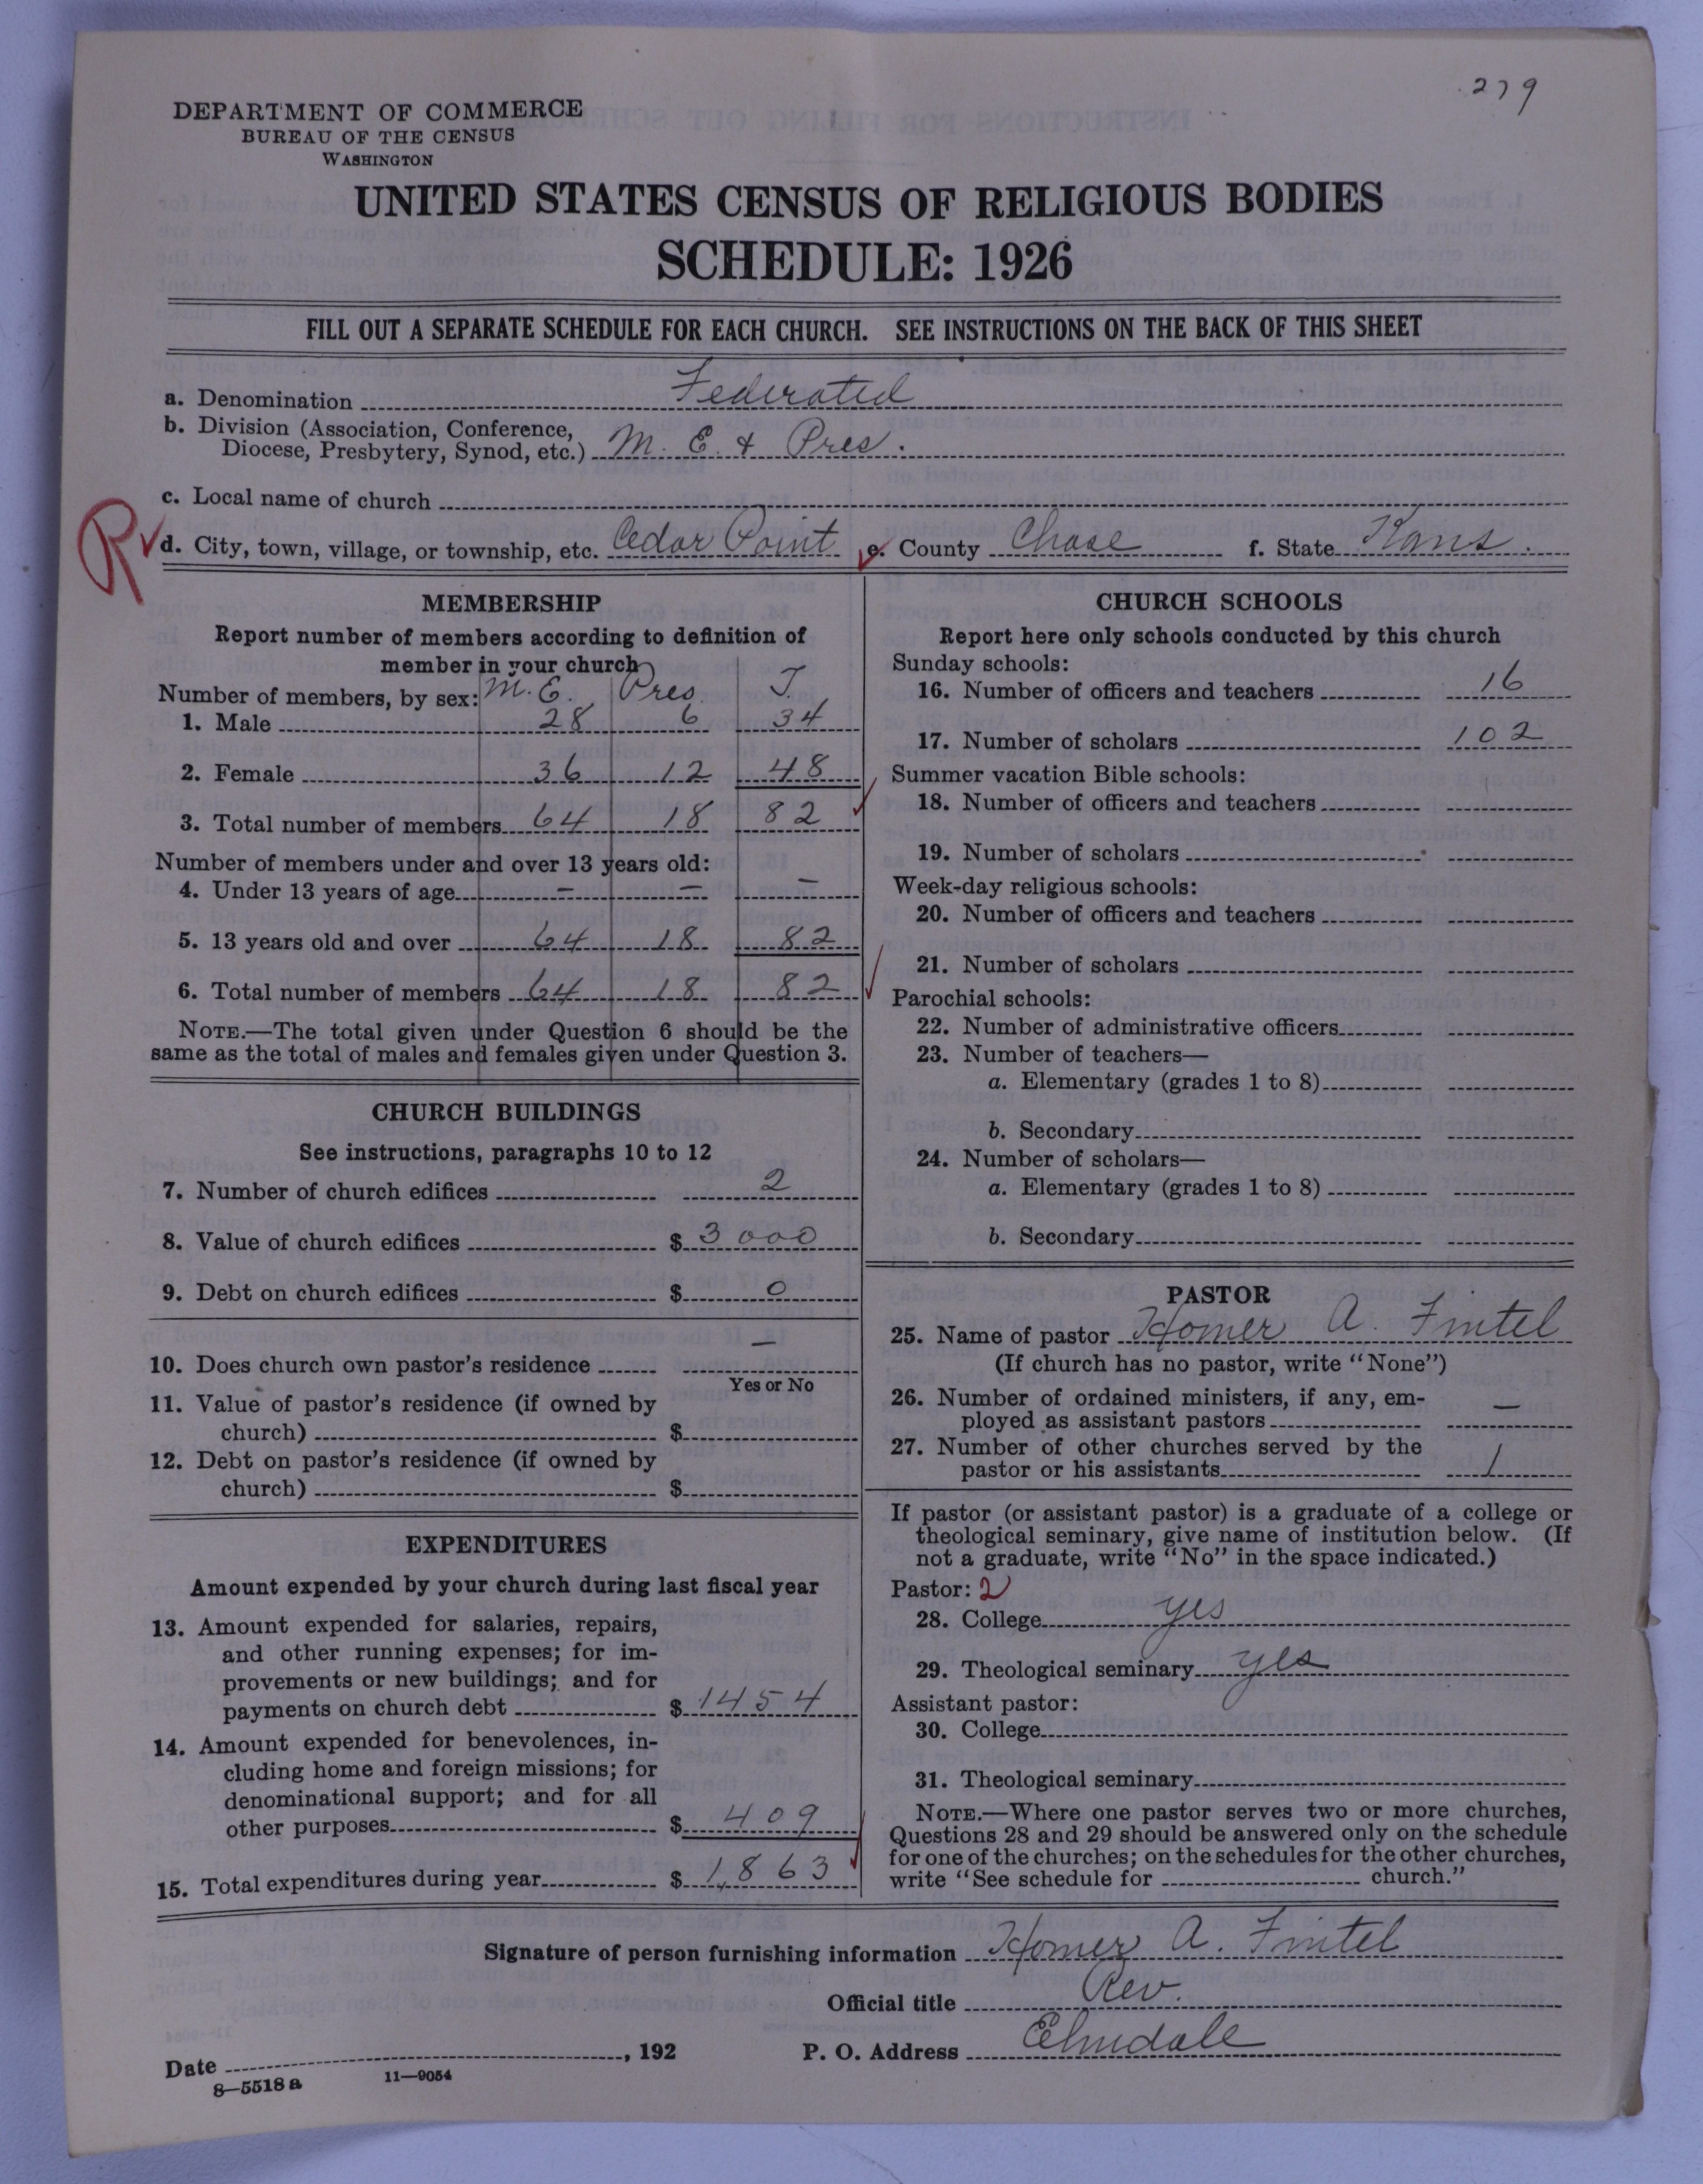 279
DEPARTMENT OF COMMERCE
BUREAU OF THE CENSUS
WASHINGTON
UNITED STATES CENSUS OF RELIGIOUS BODIES
SCHEDULE: 1926
FILL OUT A SEPARATE SCHEDULE FOR EACH CHURCH. SEE INSTRUCTIONS ON THE BACK OF THIS SHEET
a. Denomination Federated
b. Division (Association, Conference,
Diocese, Presbytery, Synod, etc.) M. E. & Pres.
c. Local name of church
R d. City, town, village, or township, etc. Cedar Point e. County Chase f. State Kans.
MEMBERSHIP
Report number of members according to definition of
member in your church
Number of members, by sex: M.E. Pres. T.
1. Male 28 6 34
2. Female 36 12 48
3. Total number of members 64 18 82
Number of members under and over 13 years old:
4. Under 13 years of age – – –
5. 13 years old and over 64 18 82
6. Total number of members 64 18 82
NOTE.—The total given under Question 6 should be the
same as the total of males and females given under Question 3.
CHURCH BUILDINGS
See instructions, paragraphs 10 to 12
7. Number of church edifices 2
8. Value of church edifices $ 3000
9. Debt on church edifices $ 0
10. Does church own pastor's residence —
Yes or No
11. Value of pastor's residence (if owned by
church) $
12. Debt on pastor's residence (if owned by
church) $
EXPENDITURES
Amount expended by your church during last fiscal year
13. Amount expended for salaries, repairs,
and other running expenses; for im-
provements or new buildings; and for
payments on church debt $ 1454
14. Amount expended for benevolences, in-
cluding home and foreign missions; for
denominational support; and for all
other purposes $ 409
15. Total expenditures during year $ 1,863
CHURCH SCHOOLS
Report here only schools conducted by this church
Sunday schools:
16. Number of officers and teachers 16
17. Number of scholars 102
Summer vacation Bible schools:
18. Number of officers and teachers
19. Number of scholars
Week-day religious schools:
20. Number of officers and teachers
21. Number of scholars
Parochial schools:
22. Number of administrative officers
23. Number of teachers—
a. Elementary (grades 1 to 8)
b. Secondary
24. Number of scholars—
a. Elementary (grades 1 to 8)
b. Secondary
PASTOR
25. Name of pastor Homer A. Fintel
(If church has no pastor, write "None")
26. Number of ordained ministers, if any, em-
ployed as assistant pastors —
27. Number of other churches served by the
pastor or his assistants 1
If pastor (or assistant pastor) is a graduate of a college or
theological seminary, give name of institution below. (If
not a graduate, write "No" in the space indicated.)
Pastor: 2
28. College yes
29. Theological seminary yes
Assistant pastor:
30. College
31. Theological seminary
NOTE.—Where one pastor serves two or more churches,
Questions 28 and 29 should be answered only on the schedule
for one of the churches; on the schedules for the other churches,
write "See schedule for church."
Signature of person furnishing information Homer A. Fintel
Official title Rev.
Date , 192 P. O. Address Elmdale
8—5518 a 11—9054